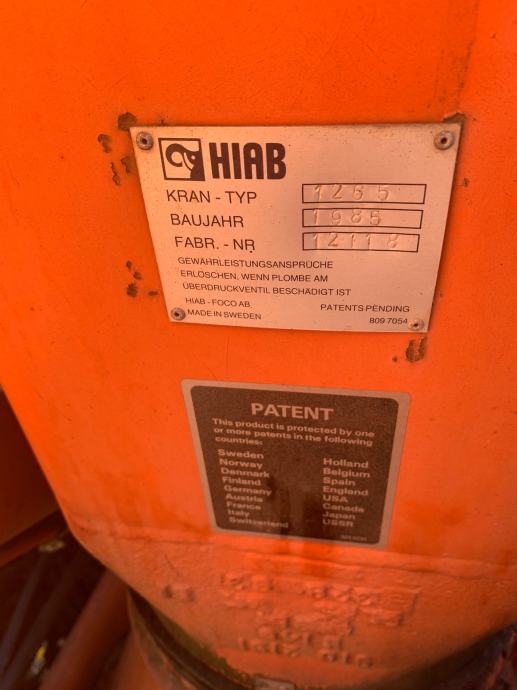 HIAB
KRAN - TYP 1265
BAUJAHR 1985
FABR. - NR. 12118
GEWÄHRLEISTUNGSANSPRÜCHE
ERLÖSCHEN, WENN PLOMBE AM
ÜBERDRUCKVENTIL BESCHÄDIGT IST
HIAB - FOCO AB. PATENTS PENDING
MADE IN SWEDEN 809 7054
PATENT
This product is protected by one
or more patents in the following
countries:
Sweden Holland
Norway Belgium
Denmark Spain
Finland England
Germany USA
Austria Canada
France Japan
Italy USSR
Switzerland